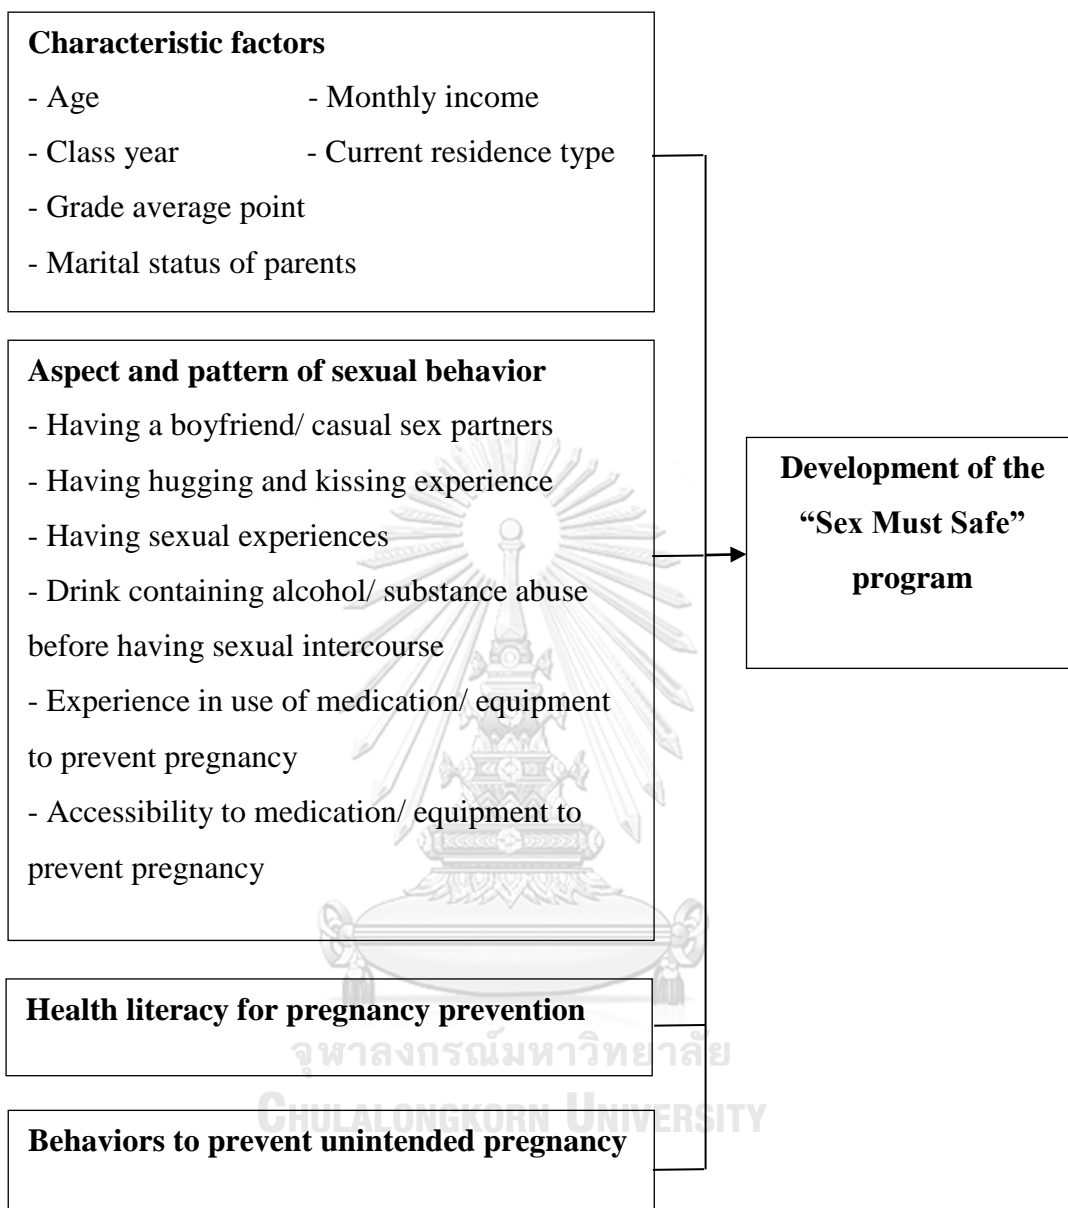 Characteristic factors
- Age - Monthly income
- Class year - Current residence type
- Grade average point
- Marital status of parents
Aspect and pattern of sexual behavior
- Having a boyfriend/ casual sex partners
- Having hugging and kissing experience
- Having sexual experiences
- Drink containing alcohol/ substance abuse
before having sexual intercourse
- Experience in use of medication/ equipment
to prevent pregnancy
- Accessibility to medication/ equipment to
prevent pregnancy
Development of the
“Sex Must Safe”
program
Health literacy for pregnancy prevention
จุฬาลงกรณ์มหาวิทยาลัย
CHULALONGKORN UNIVERSITY
Behaviors to prevent unintended pregnancy